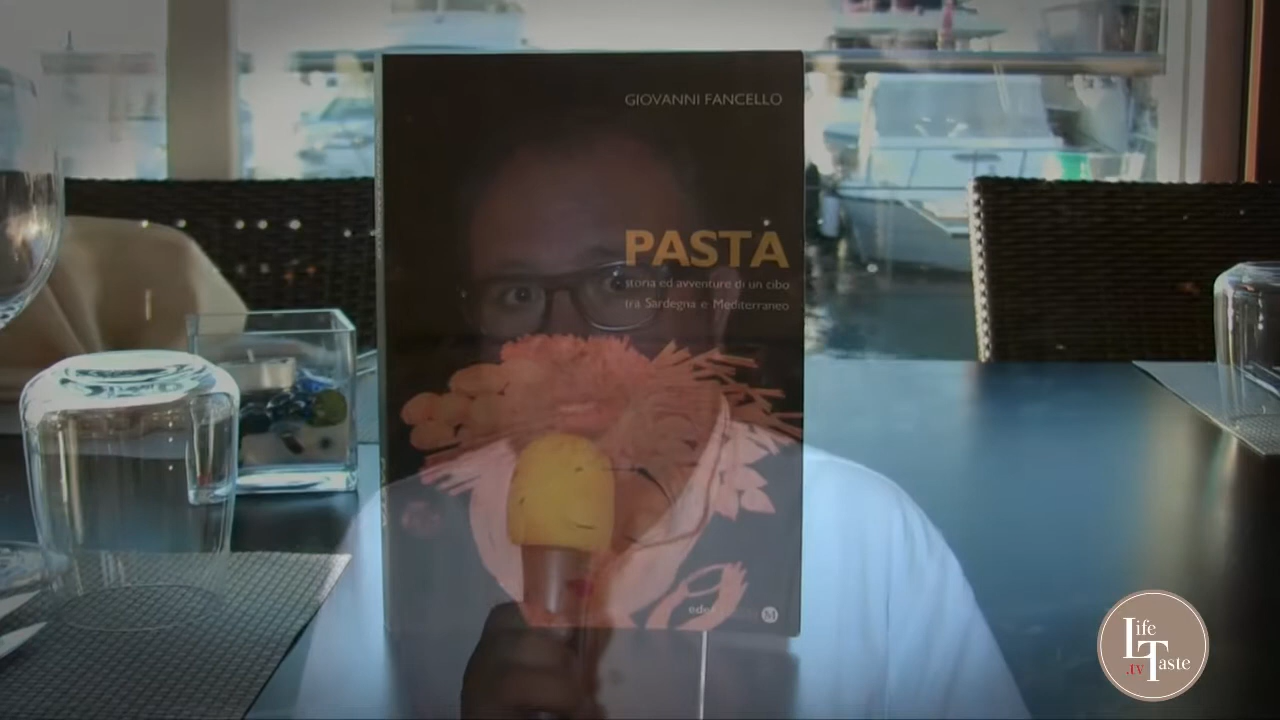 GIOVANNI FANCELLO
PASTA
storia ed avventure di un cibo
tra Sardegna e Mediterraneo
Life
Taste
.tv